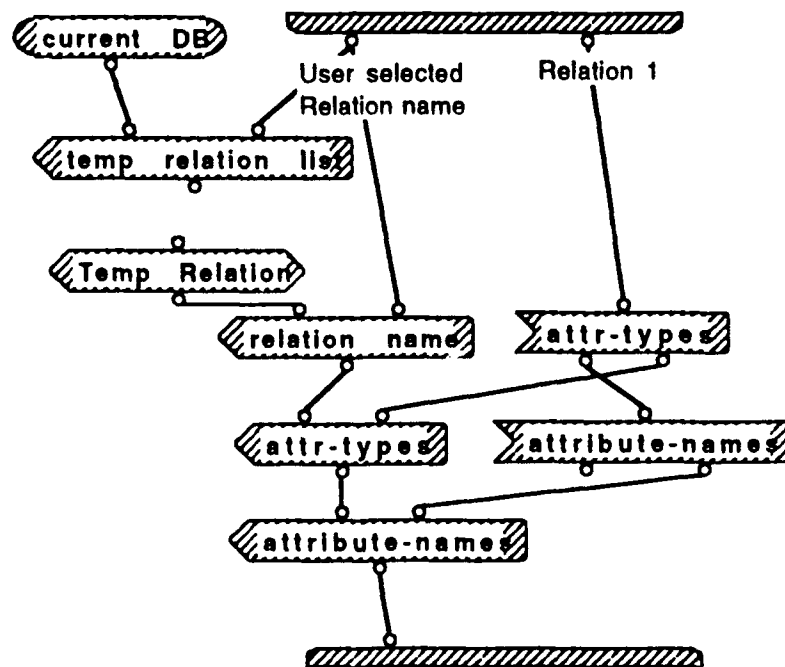 current DB
User selected
Relation name
Relation 1
temp relation list
Temp Relation
relation name
attr-types
attr-types
attribute-names
attribute-names